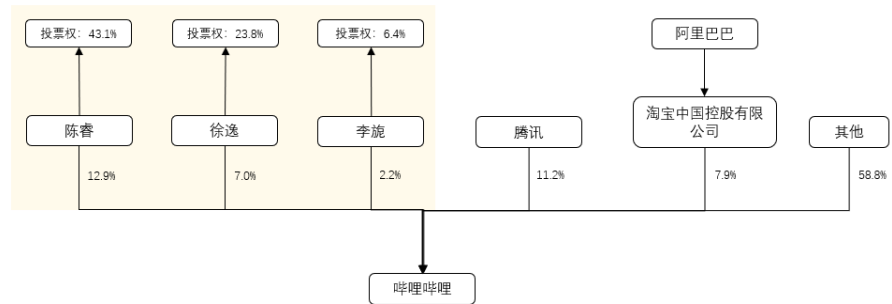 投票权：43.1%
投票权：23.8%
投票权：6.4%
阿里巴巴
陈睿
徐逸
李旎
腾讯
淘宝中国控股有限
公司
其他
12.9%
7.0%
2.2%
11.2%
7.9%
58.8%
哔哩哔哩